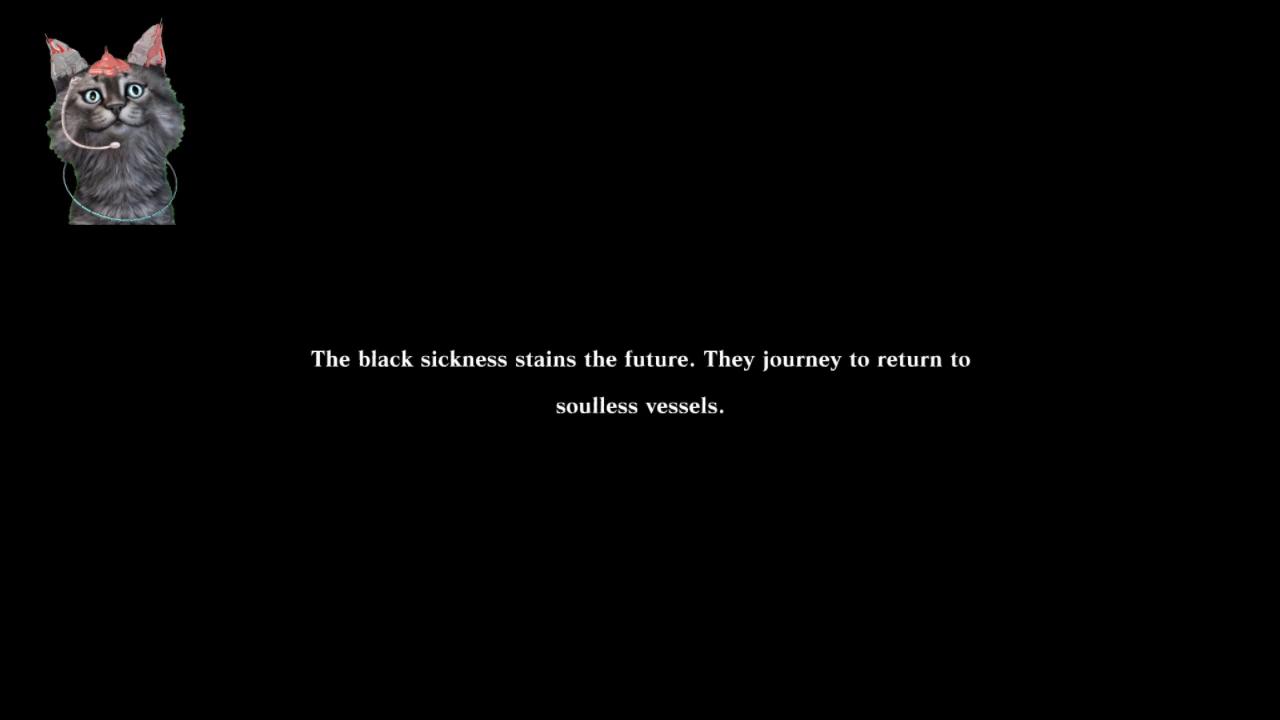 The black sickness stains the future. They journey to return to
soulless vessels.